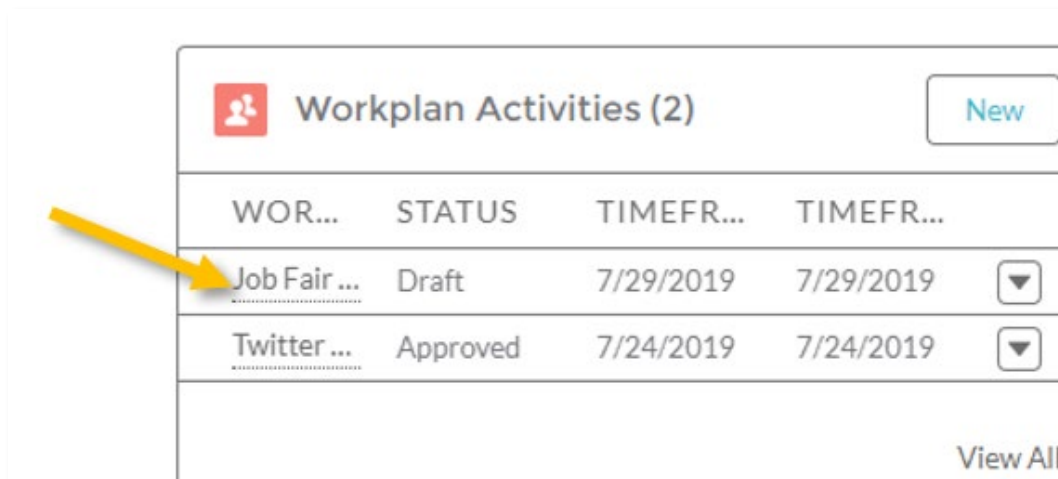 Workplan Activities (2) New
WOR... STATUS TIMEFR... TIMEFR...
Job Fair ... Draft 7/29/2019 7/29/2019
Twitter ... Approved 7/24/2019 7/24/2019
View All